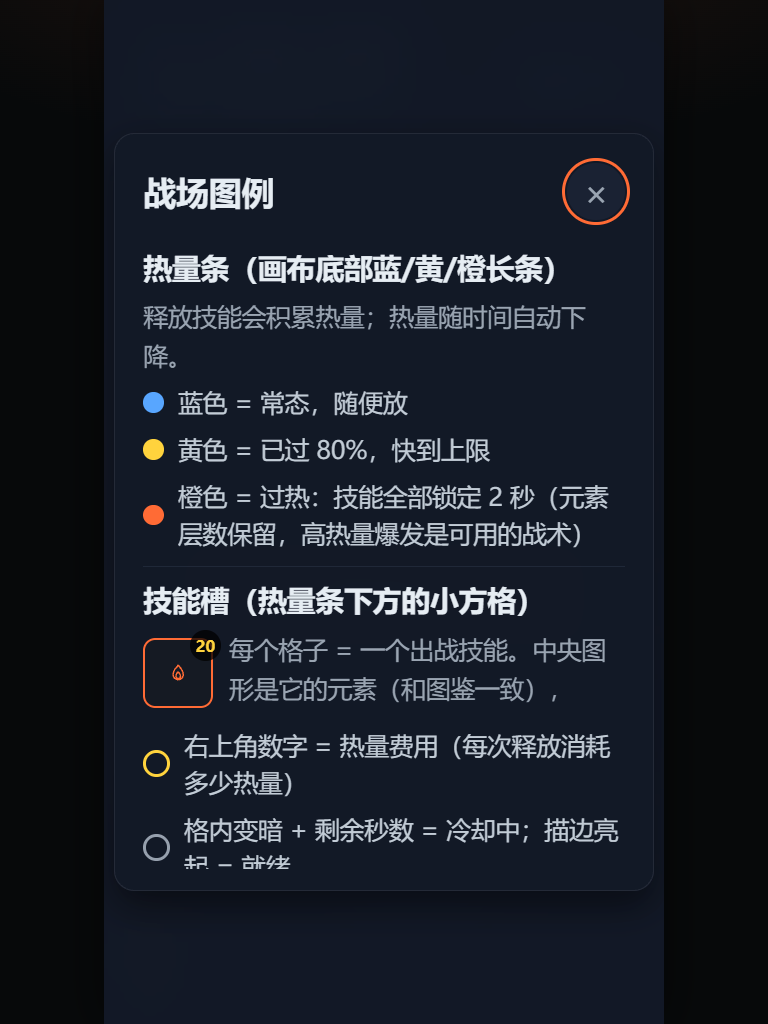 战场图例
×
热量条（画布底部蓝/黄/橙长条）
释放技能会积累热量；热量随时间自动下
降。
蓝色 = 常态，随便放
黄色 = 已过 80%，快到上限
橙色 = 过热：技能全部锁定 2 秒（元素
层数保留，高热量爆发是可用的战术）
技能槽（热量条下方的小方格）
20
每个格子 = 一个出战技能。中央图
形是它的元素（和图鉴一致），
右上角数字 = 热量费用（每次释放消耗
多少热量）
格内变暗 + 剩余秒数 = 冷却中；描边亮
起 = 就绪